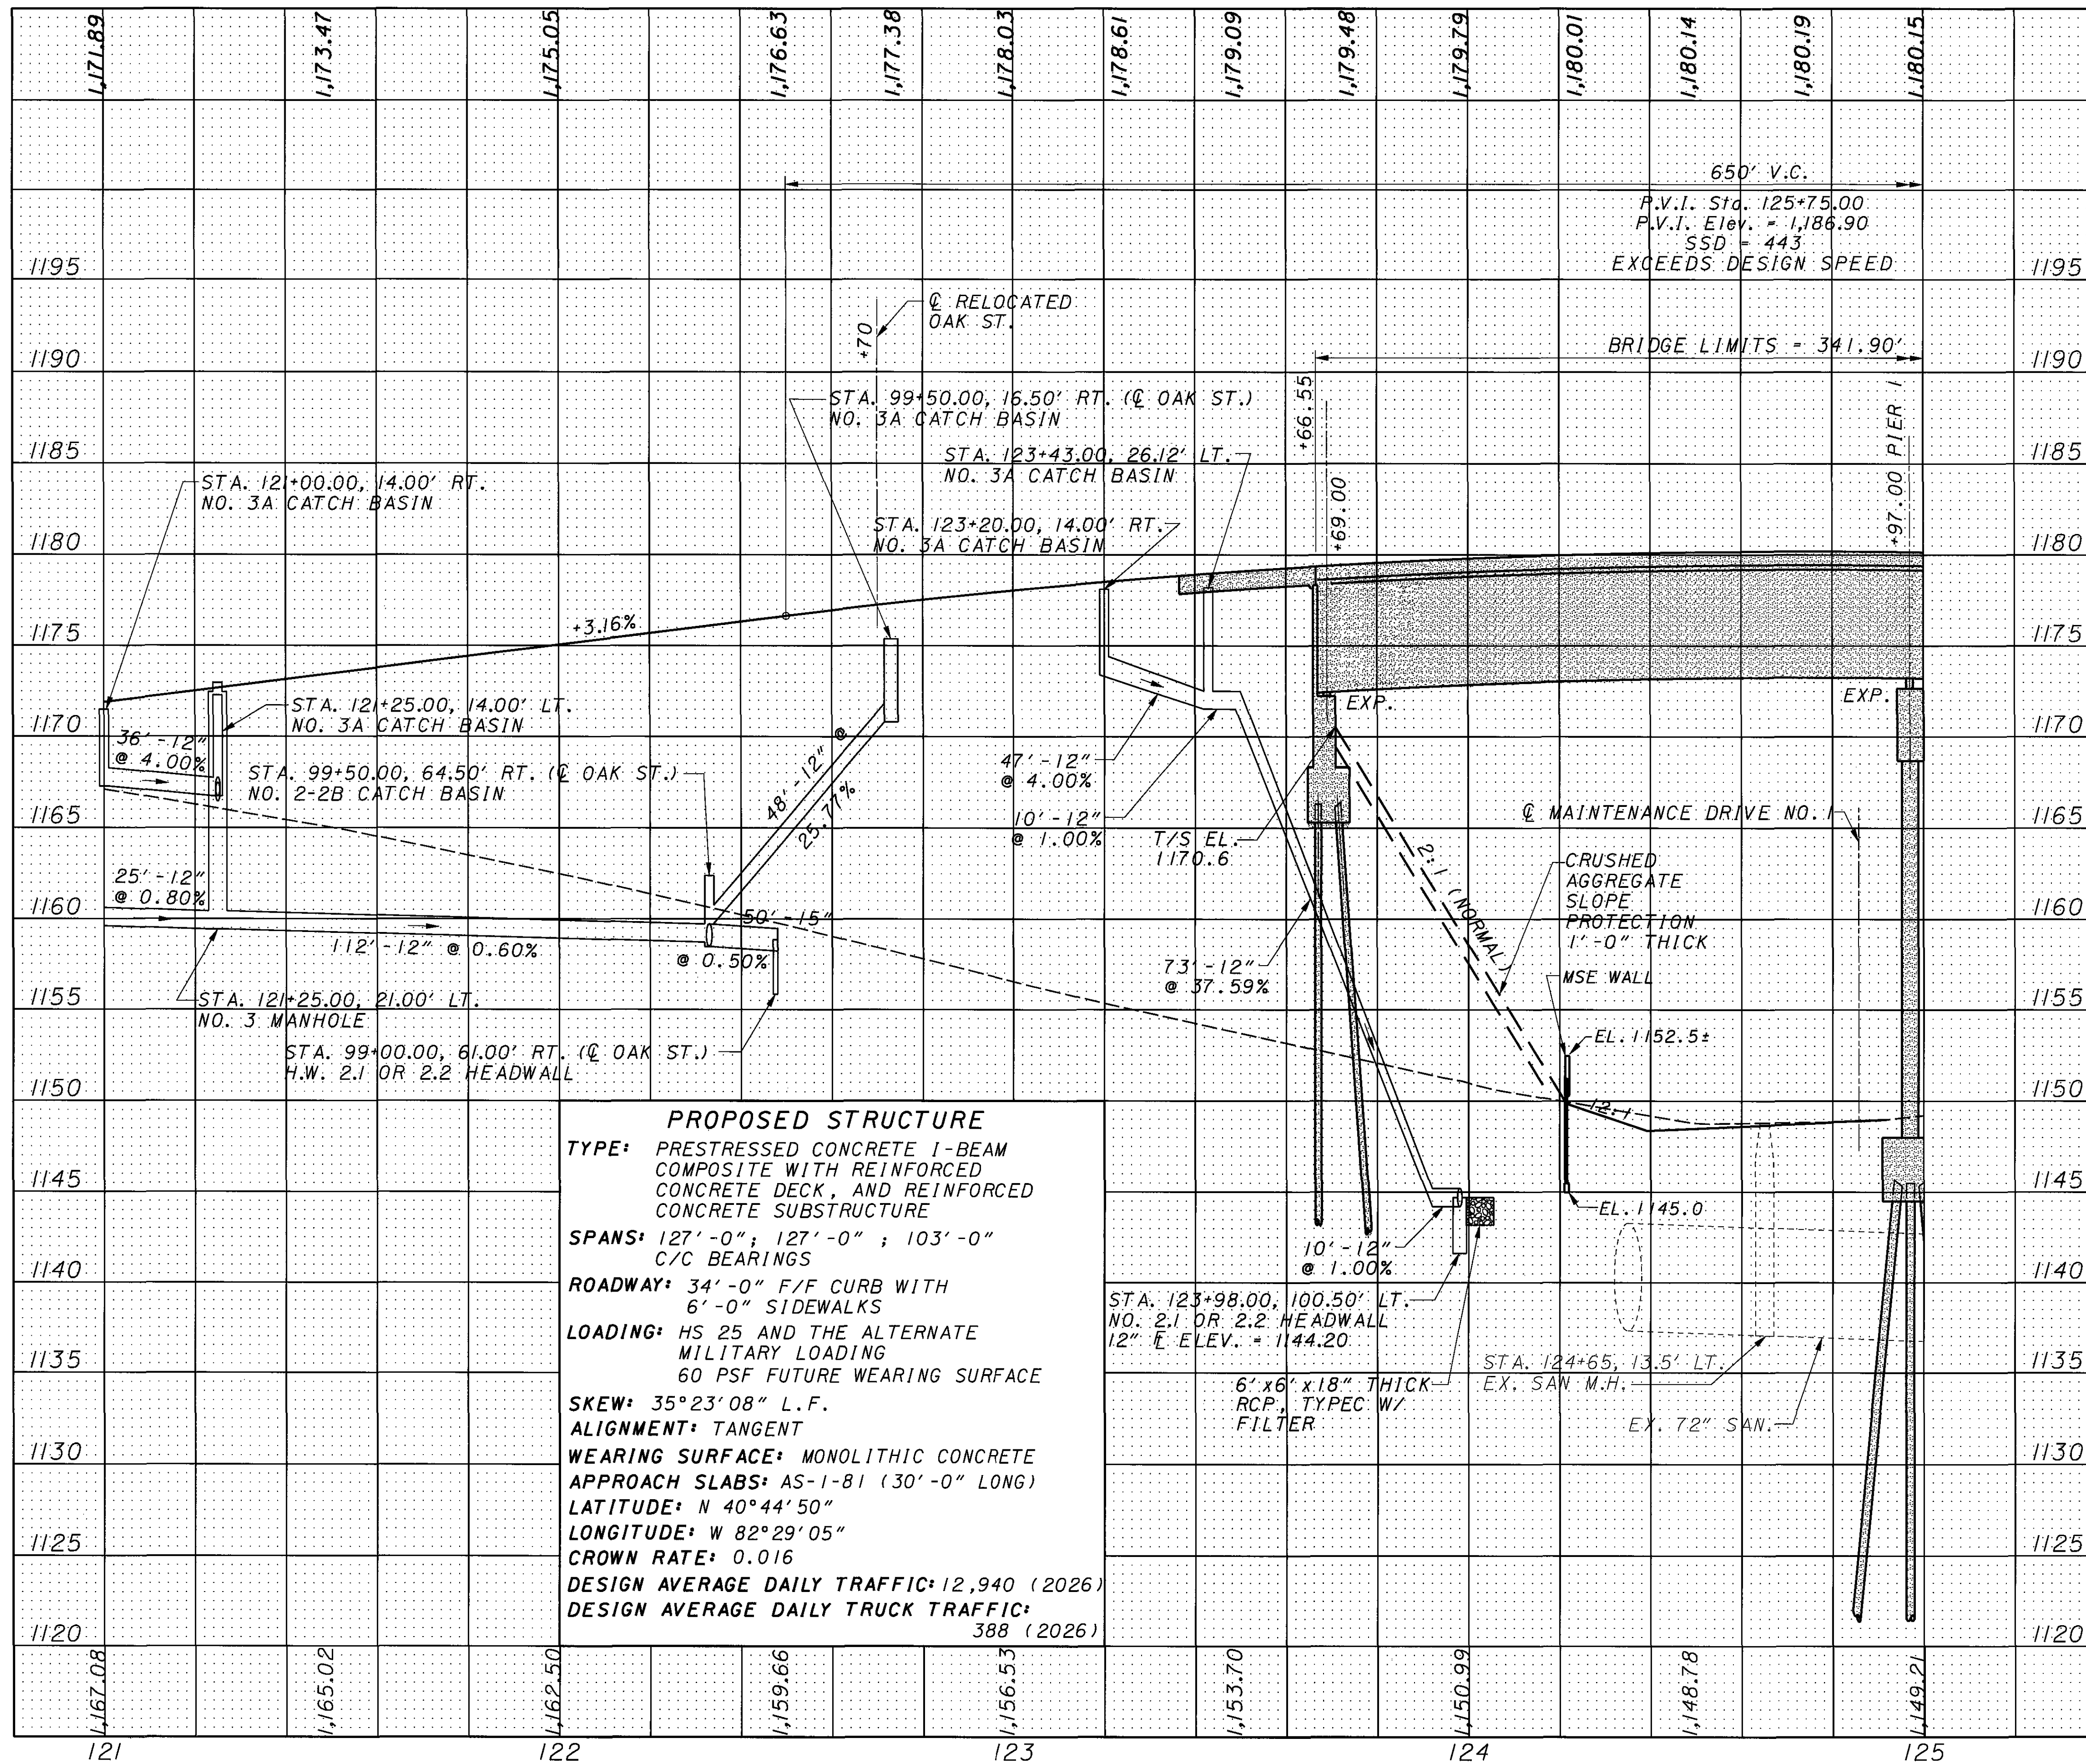 1,171.89 1,173.47 1,175.05 1,176.63 1,177.38 1,178.03 1,178.61 1,179.09 1,179.48 1,179.79 1,180.01 1,180.14 1,180.19 1,180.15
650' V.C.
P.V.I. Sta. 125+75.00
P.V.I. Elev. = 1,186.90
SSD = 443
EXCEEDS DESIGN SPEED
1195 1195
℄ RELOCATED
OAK ST.
+70
BRIDGE LIMITS = 341.90'
1190 1190
STA. 99+50.00, 16.50' RT. (℄ OAK ST.)
NO. 3A CATCH BASIN
+66.55
+97.00 PIER 1
1185 1185
STA. 123+43.00, 26.12' LT.
NO. 3A CATCH BASIN
STA. 121+00.00, 14.00' RT.
NO. 3A CATCH BASIN
+69.00
STA. 123+20.00, 14.00' RT.
NO. 3A CATCH BASIN
1180 1180
+3.16%
1175 1175
EXP.
EXP.
STA. 121+25.00, 14.00' LT.
NO. 3A CATCH BASIN
1170 1170
36'-12"
@ 4.00%
48'-12" @
25.77%
47'-12"
@ 4.00%
STA. 99+50.00, 64.50' RT. (℄ OAK ST.)
NO. 2-2B CATCH BASIN
1165 1165
10'-12"
@ 1.00%
T/S EL.
1170.6
℄ MAINTENANCE DRIVE NO. 1
2:1 (NORMAL)
CRUSHED
AGGREGATE
SLOPE
PROTECTION
1'-0" THICK
25'-12"
@ 0.80%
1160 1160
50'-15"
@ 0.50%
112'-12" @ 0.60%
73'-12"
@ 37.59%
MSE WALL
1155 1155
STA. 121+25.00, 21.00' LT.
NO. 3 MANHOLE
EL. 1152.5±
STA. 99+00.00, 61.00' RT. (℄ OAK ST.)
H.W. 2.1 OR 2.2 HEADWALL
1150 1150
12:1
PROPOSED STRUCTURE
TYPE: PRESTRESSED CONCRETE I-BEAM
COMPOSITE WITH REINFORCED
CONCRETE DECK, AND REINFORCED
CONCRETE SUBSTRUCTURE
SPANS: 127'-0"; 127'-0" ; 103'-0"
C/C BEARINGS
ROADWAY: 34'-0" F/F CURB WITH
6'-0" SIDEWALKS
LOADING: HS 25 AND THE ALTERNATE
MILITARY LOADING
60 PSF FUTURE WEARING SURFACE
SKEW: 35°23'08" L.F.
ALIGNMENT: TANGENT
WEARING SURFACE: MONOLITHIC CONCRETE
APPROACH SLABS: AS-1-81 (30'-0" LONG)
LATITUDE: N 40°44'50"
LONGITUDE: W 82°29'05"
CROWN RATE: 0.016
DESIGN AVERAGE DAILY TRAFFIC: 12,940 (2026)
DESIGN AVERAGE DAILY TRUCK TRAFFIC:
388 (2026)
1145 1145
EL. 1145.0
10'-12"
@ 1.00%
1140 1140
STA. 123+98.00, 100.50' LT.
NO. 2.1 OR 2.2 HEADWALL
12" ℄ ELEV. = 1144.20
1135 1135
STA. 124+65, 13.5' LT.
EX. SAN M.H.
6'x6'x18" THICK
RCP, TYPEC W/
FILTER
EX. 72" SAN.
1130 1130
1125 1125
1120 1120
1,167.08 1,165.02 1,162.50 1,159.66 1,156.53 1,153.70 1,150.99 1,148.78 1,149.21
121 122 123 124 125